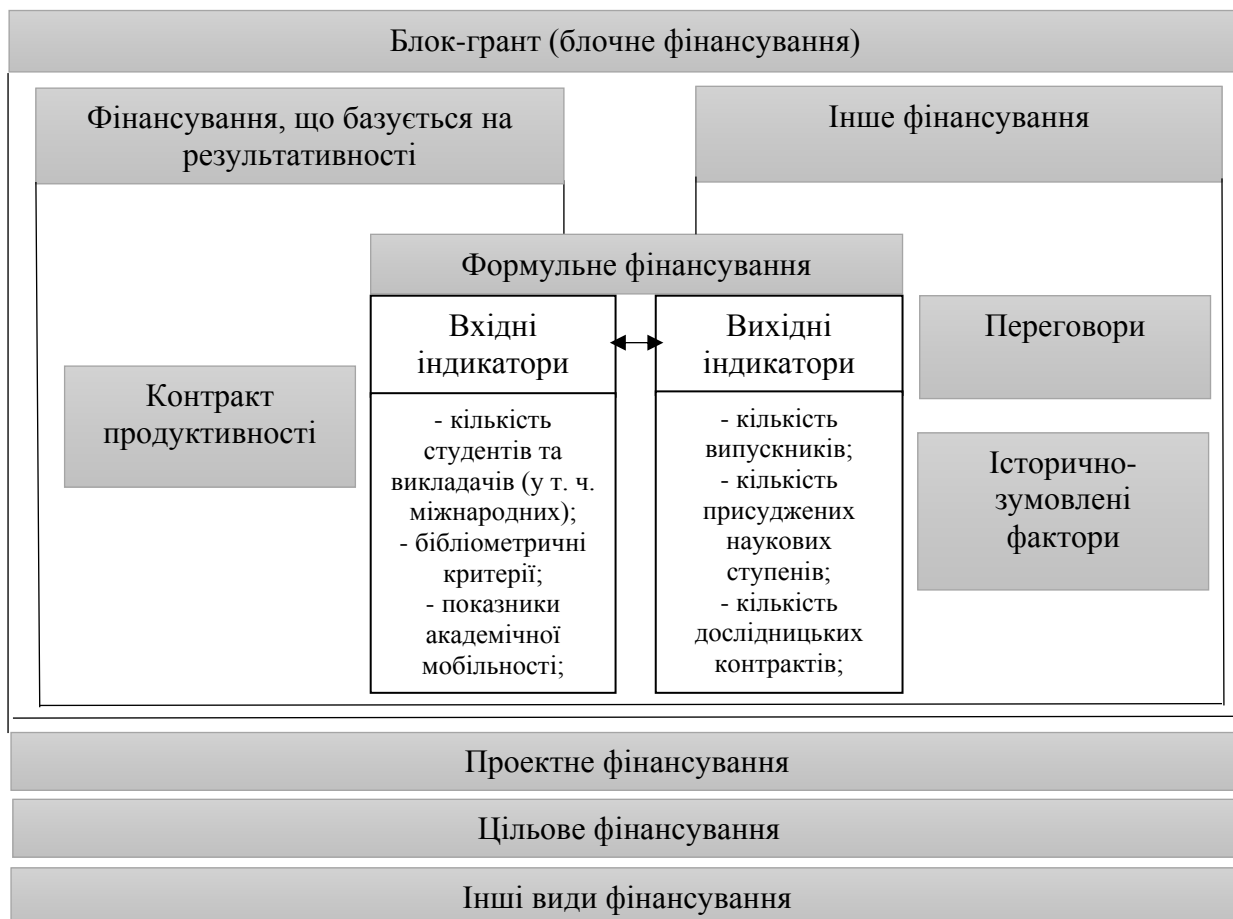 Блок-грант (блочне фінансування)
Фінансування, що базується на
результативності
Інше фінансування
Формульне фінансування
Вхідні
індикатори
Вихідні
індикатори
Переговори
Контракт
продуктивності
- кількість
студентів та
викладачів (у т. ч.
міжнародних);
- бібліометричні
критерії;
- показники
академічної
мобільності;
- кількість
випускників;
- кількість
присуджених
наукових
ступенів;
- кількість
дослідницьких
контрактів;
Історично-
зумовлені
фактори
Проектне фінансування
Цільове фінансування
Інші види фінансування